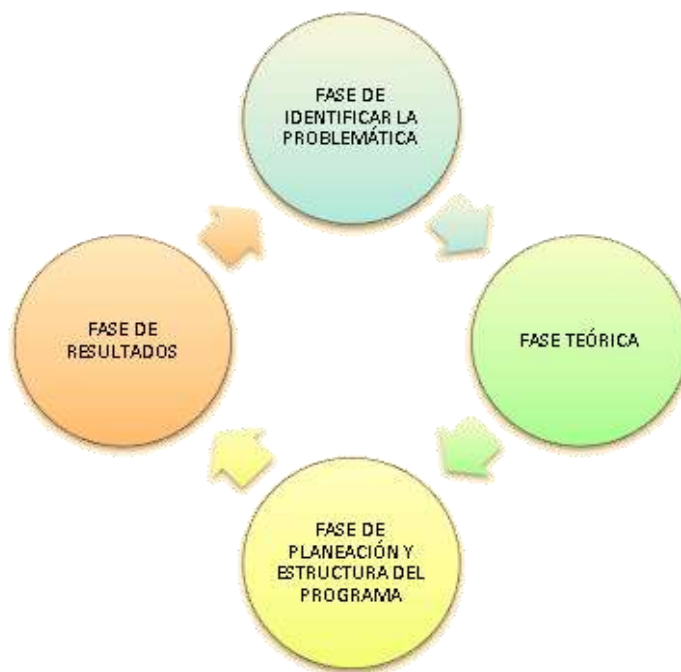 FASE DE
IDENTIFICAR LA
PROBLEMÁTICA
FASE TEÓRICA
FASE DE
PLANEACIÓN Y
ESTRUCTURA DEL
PROGRAMA
FASE DE
RESULTADOS